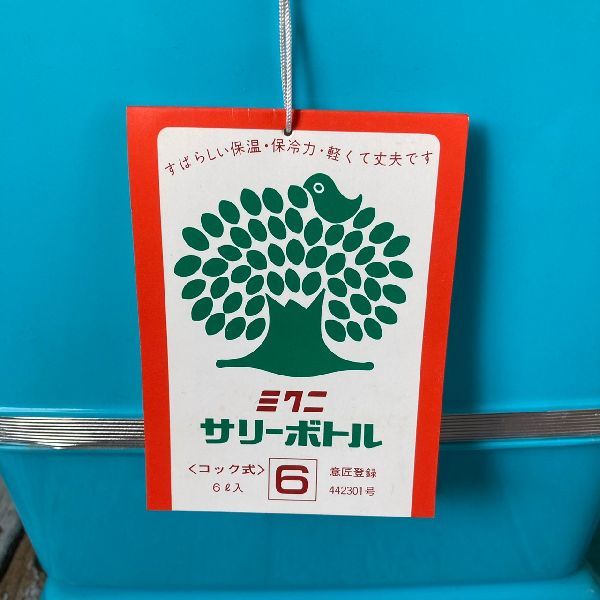 すばらしい保温・保冷力・軽くて丈夫です
ミクニ
サリーボトル
〈コック式〉 6 意匠登録
6ℓ入 442301号